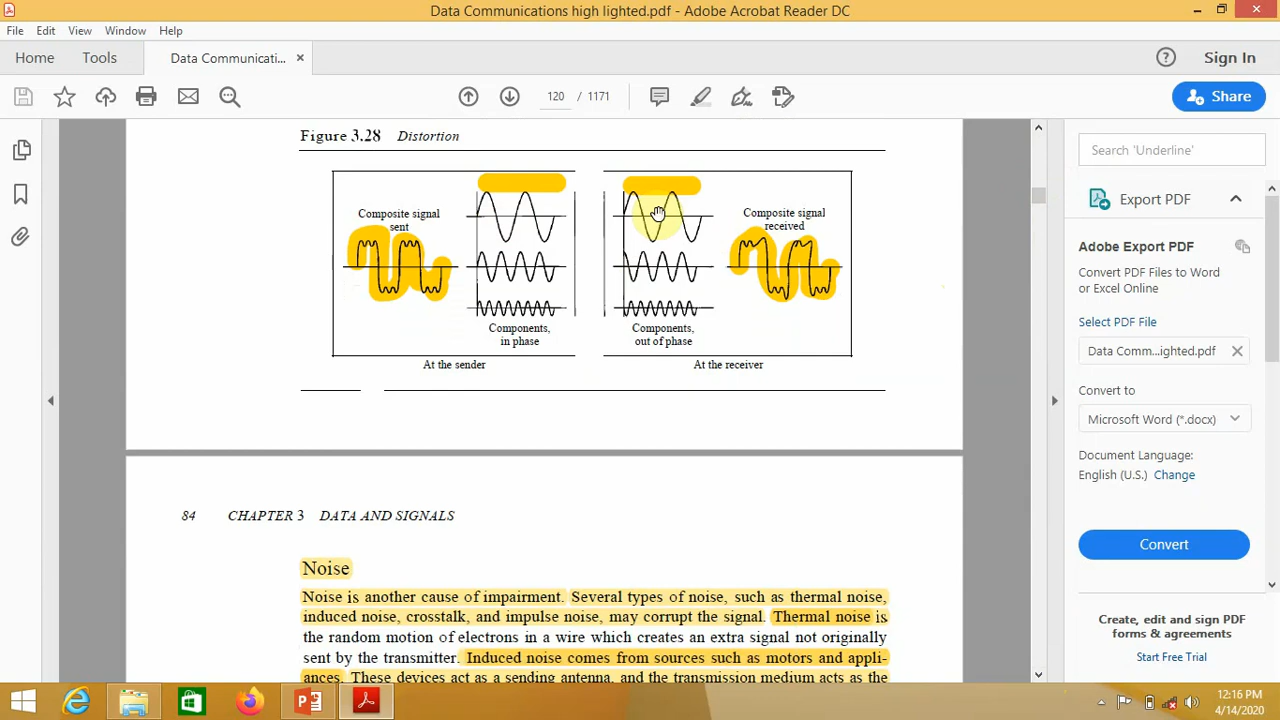 Data Communications high lighted.pdf - Adobe Acrobat Reader DC
File Edit View Window Help
Home Tools Data Communicati... × Sign In
120 / 1171 Share
Figure 3.28 Distortion
Composite signal
sent
Components,
in phase
At the sender
Components,
out of phase
Composite signal
received
At the receiver
84 CHAPTER 3 DATA AND SIGNALS
Noise
Noise is another cause of impairment. Several types of noise, such as thermal noise,
induced noise, crosstalk, and impulse noise, may corrupt the signal. Thermal noise is
the random motion of electrons in a wire which creates an extra signal not originally
sent by the transmitter. Induced noise comes from sources such as motors and appli-
ances. These devices act as a sending antenna, and the transmission medium acts as the
Search 'Underline'
Export PDF
Adobe Export PDF
Convert PDF Files to Word
or Excel Online
Select PDF File
Data Comm...ighted.pdf
Convert to
Microsoft Word (*.docx)
Document Language:
English (U.S.) Change
Convert
Create, edit and sign PDF
forms & agreements
Start Free Trial
12:16 PM
4/14/2020